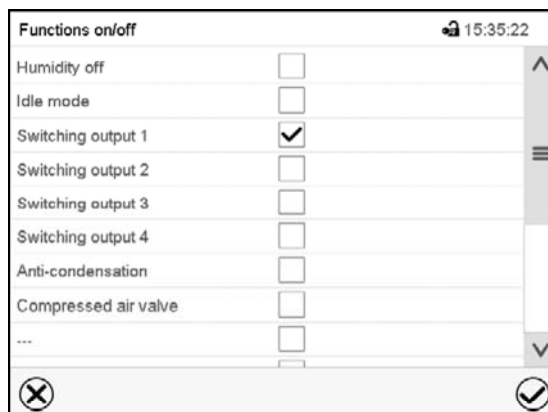 Functions on/off 15:35:22
Humidity off
Idle mode
Switching output 1
Switching output 2
Switching output 3
Switching output 4
Anti-condensation
Compressed air valve
---